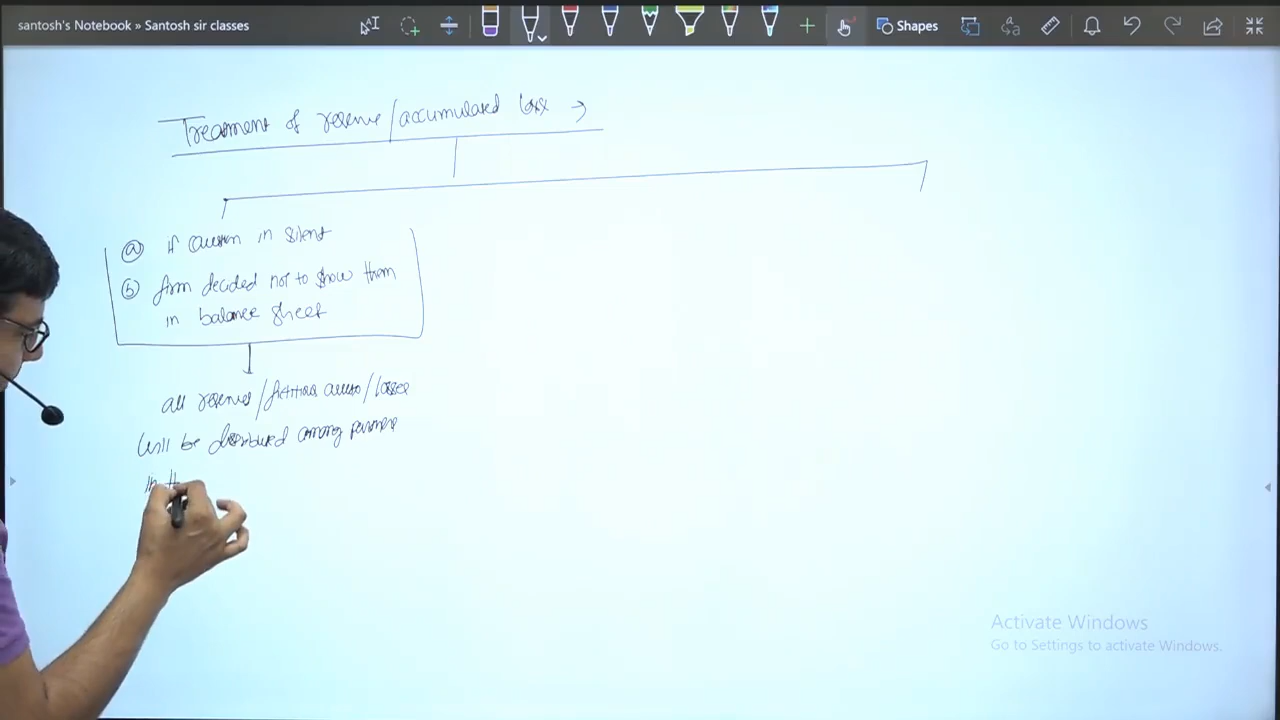 santosh's Notebook » Santosh sir classes
Shapes
Treatment of reserve/accumulated loss →
(a) if Question in silent
(b) firm decided not to show them
in balance sheet
all reserves/fictitious assets/losses
will be distributed among partners
in th
Activate Windows
Go to Settings to activate Windows.